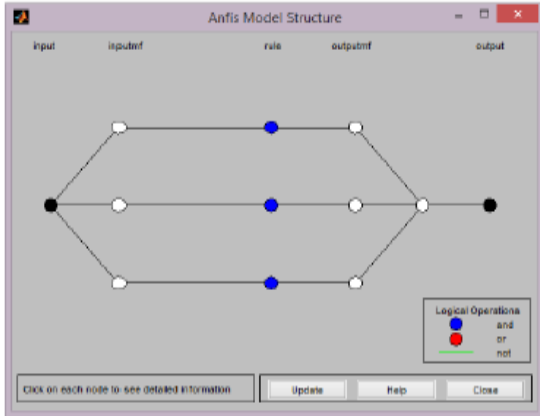 Anfis Model Structure
input inputmf rule outputmf output
Logical Operations
and
or
not
Click on each node to see detailed information Update Help Close